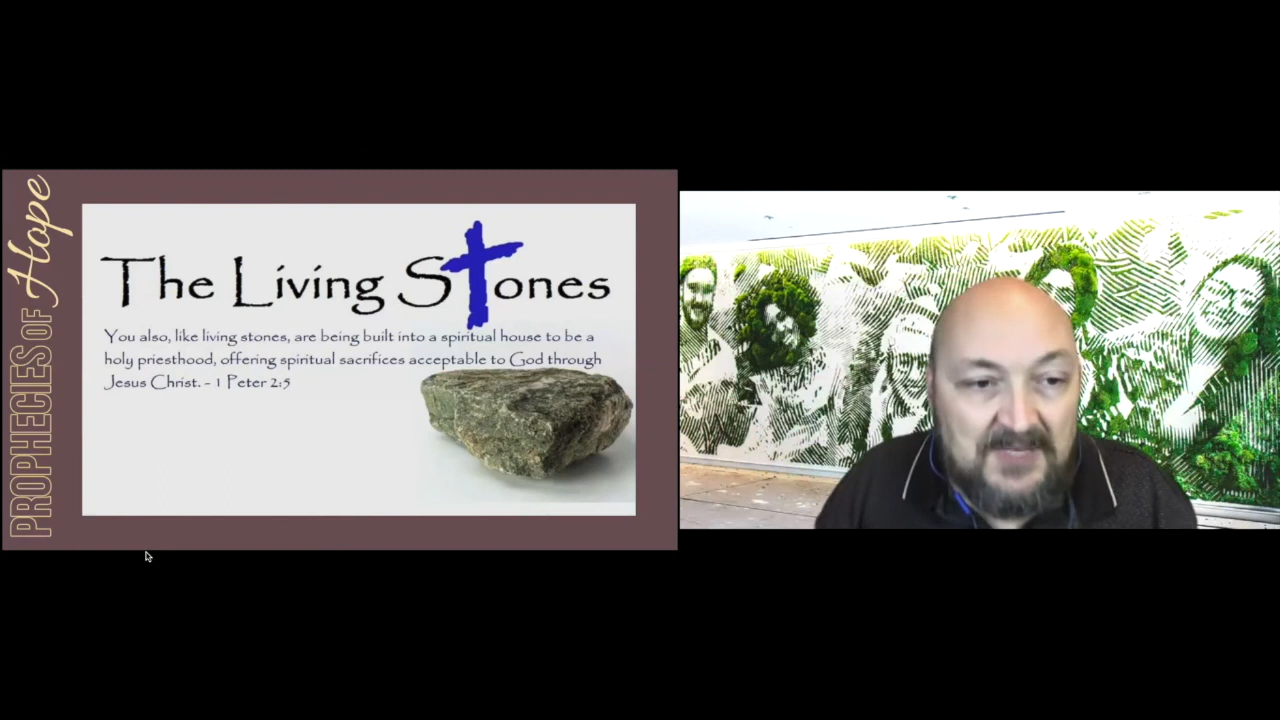 PROPHECIES OF Hope
The Living Stones
You also, like living stones, are being built into a spiritual house to be a
holy priesthood, offering spiritual sacrifices acceptable to God through
Jesus Christ. - 1 Peter 2:5